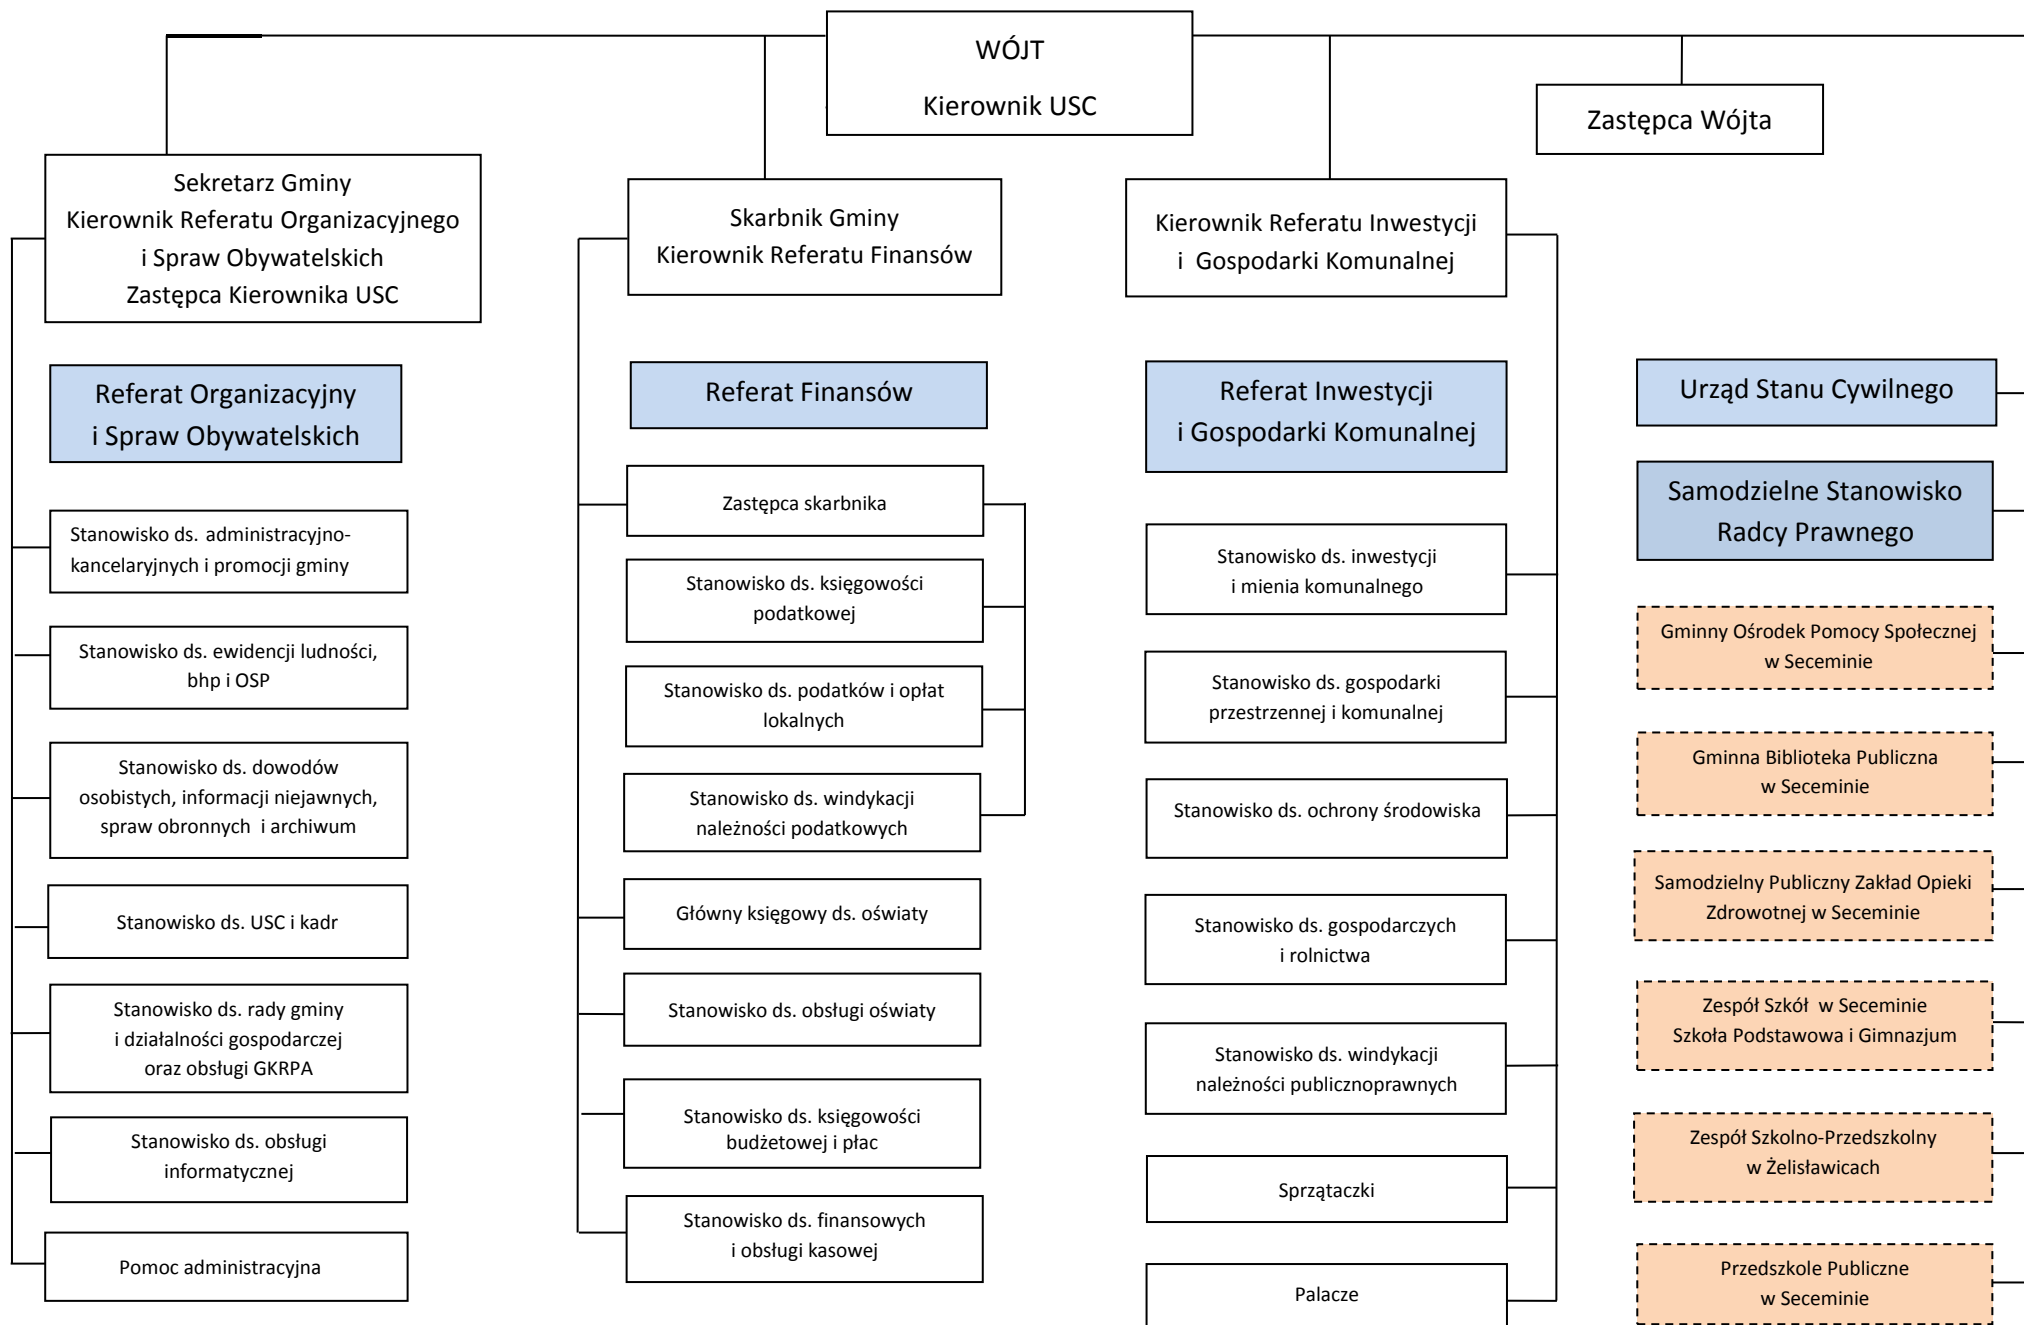 WÓJT
Kierownik USC
Zastępca Wójta
Sekretarz Gminy
Kierownik Referatu Organizacyjnego
i Spraw Obywatelskich
Zastępca Kierownika USC
Skarbnik Gminy
Kierownik Referatu Finansów
Kierownik Referatu Inwestycji
i Gospodarki Komunalnej
Referat Organizacyjny
i Spraw Obywatelskich
Stanowisko ds. administracyjno-
kancelaryjnych i promocji gminy
Stanowisko ds. ewidencji ludności,
bhp i OSP
Stanowisko ds. dowodów
osobistych, informacji niejawnych,
spraw obronnych i archiwum
Stanowisko ds. USC i kadr
Stanowisko ds. rady gminy
i działalności gospodarczej
oraz obsługi GKRPA
Stanowisko ds. obsługi
informatycznej
Pomoc administracyjna
Referat Finansów
Zastępca skarbnika
Stanowisko ds. księgowości
podatkowej
Stanowisko ds. podatków i opłat
lokalnych
Stanowisko ds. windykacji
należności podatkowych
Główny księgowy ds. oświaty
Stanowisko ds. obsługi oświaty
Stanowisko ds. księgowości
budżetowej i płac
Stanowisko ds. finansowych
i obsługi kasowej
Referat Inwestycji
i Gospodarki Komunalnej
Stanowisko ds. inwestycji
i mienia komunalnego
Stanowisko ds. gospodarki
przestrzennej i komunalnej
Stanowisko ds. ochrony środowiska
Stanowisko ds. gospodarczych
i rolnictwa
Stanowisko ds. windykacji
należności publicznoprawnych
Sprzątaczki
Palacze
Urząd Stanu Cywilnego
Samodzielne Stanowisko
Radcy Prawnego
Gminny Ośrodek Pomocy Społecznej
w Seceminie
Gminna Biblioteka Publiczna
w Seceminie
Samodzielny Publiczny Zakład Opieki
Zdrowotnej w Seceminie
Zespół Szkół w Seceminie
Szkoła Podstawowa i Gimnazjum
Zespół Szkolno-Przedszkolny
w Żelisławicach
Przedszkole Publiczne
w Seceminie